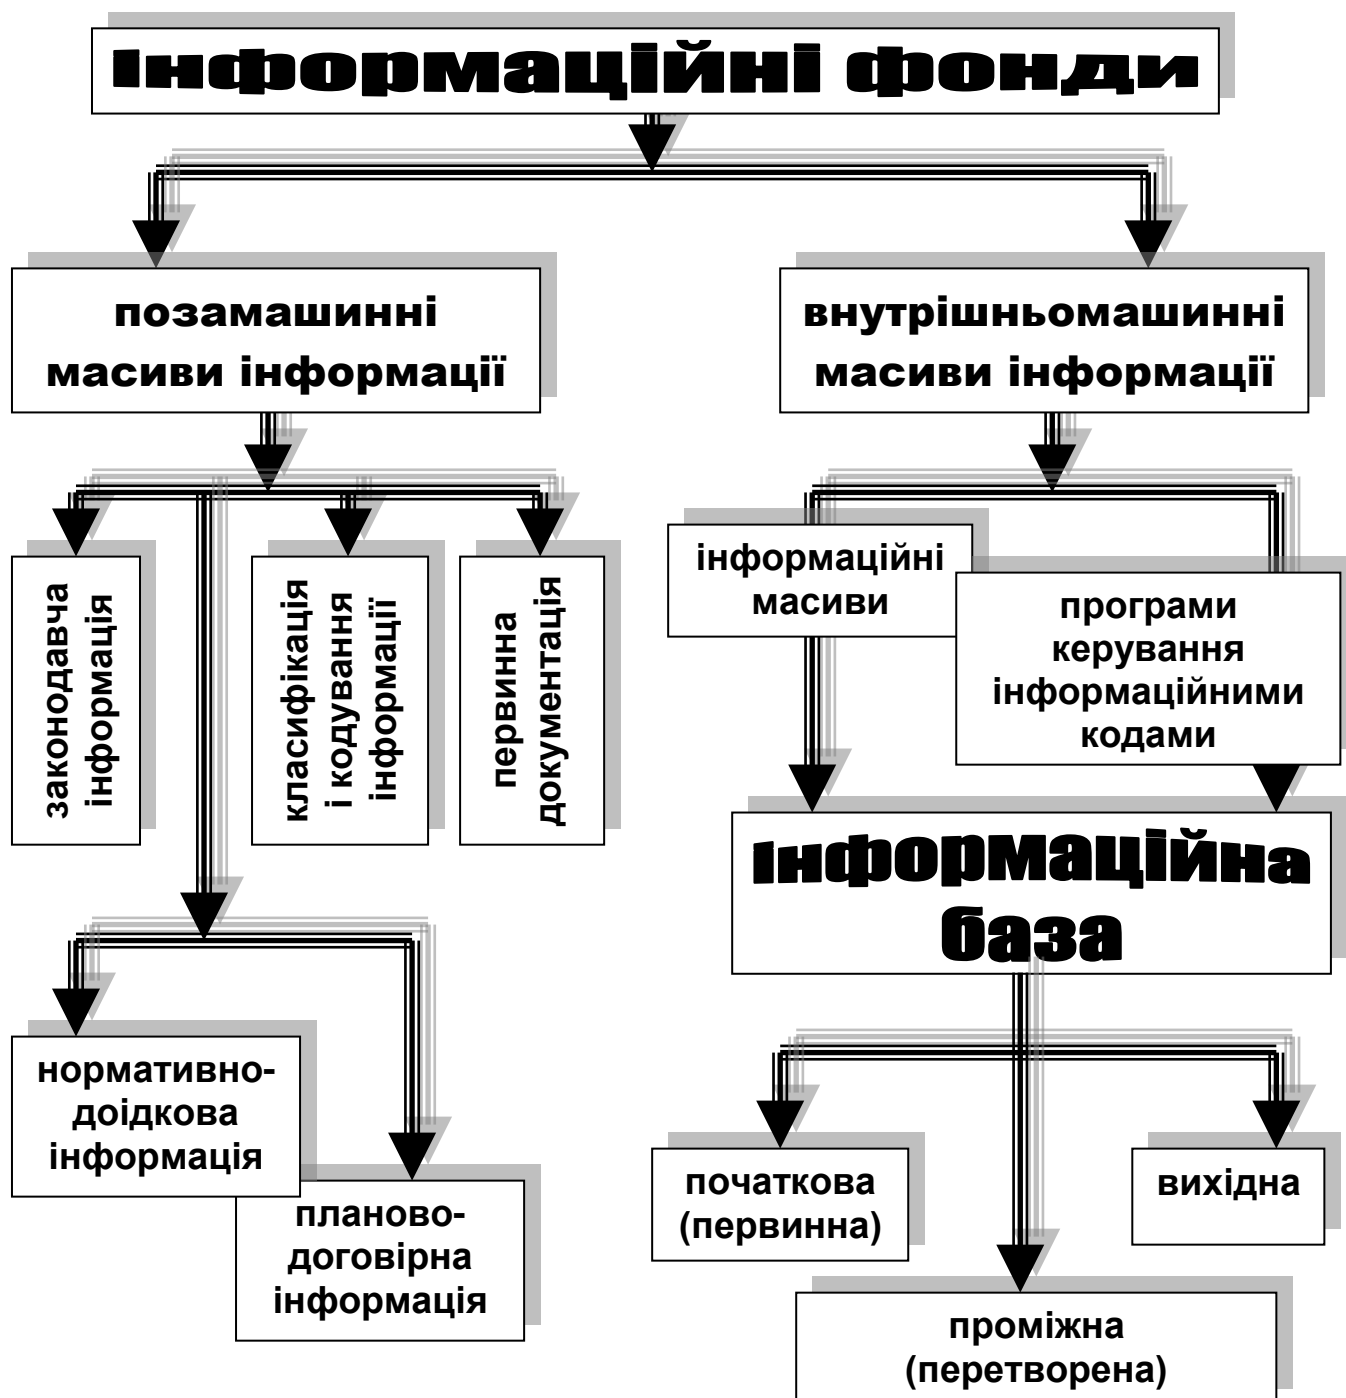 Інформаційні фонди
позамашинні
масиви інформації
внутрішньомашинні
масиви інформації
законодавча
інформація
класифікація
і кодування
інформації
первинна
документація
інформаційні
масиви
програми
керування
інформаційними
кодами
Інформаційна
база
нормативно-
доідкова
інформація
планово-
договірна
інформація
початкова
(первинна)
вихідна
проміжна
(перетворена)